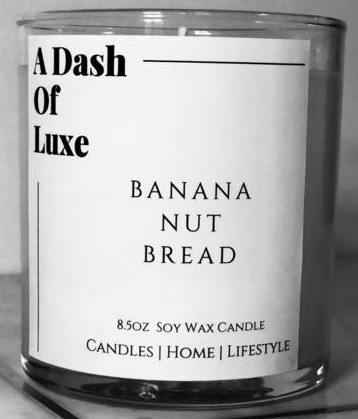 A Dash
Of
Luxe
BANANA
NUT
BREAD
8.5oz Soy Wax Candle
Candles | Home | Lifestyle